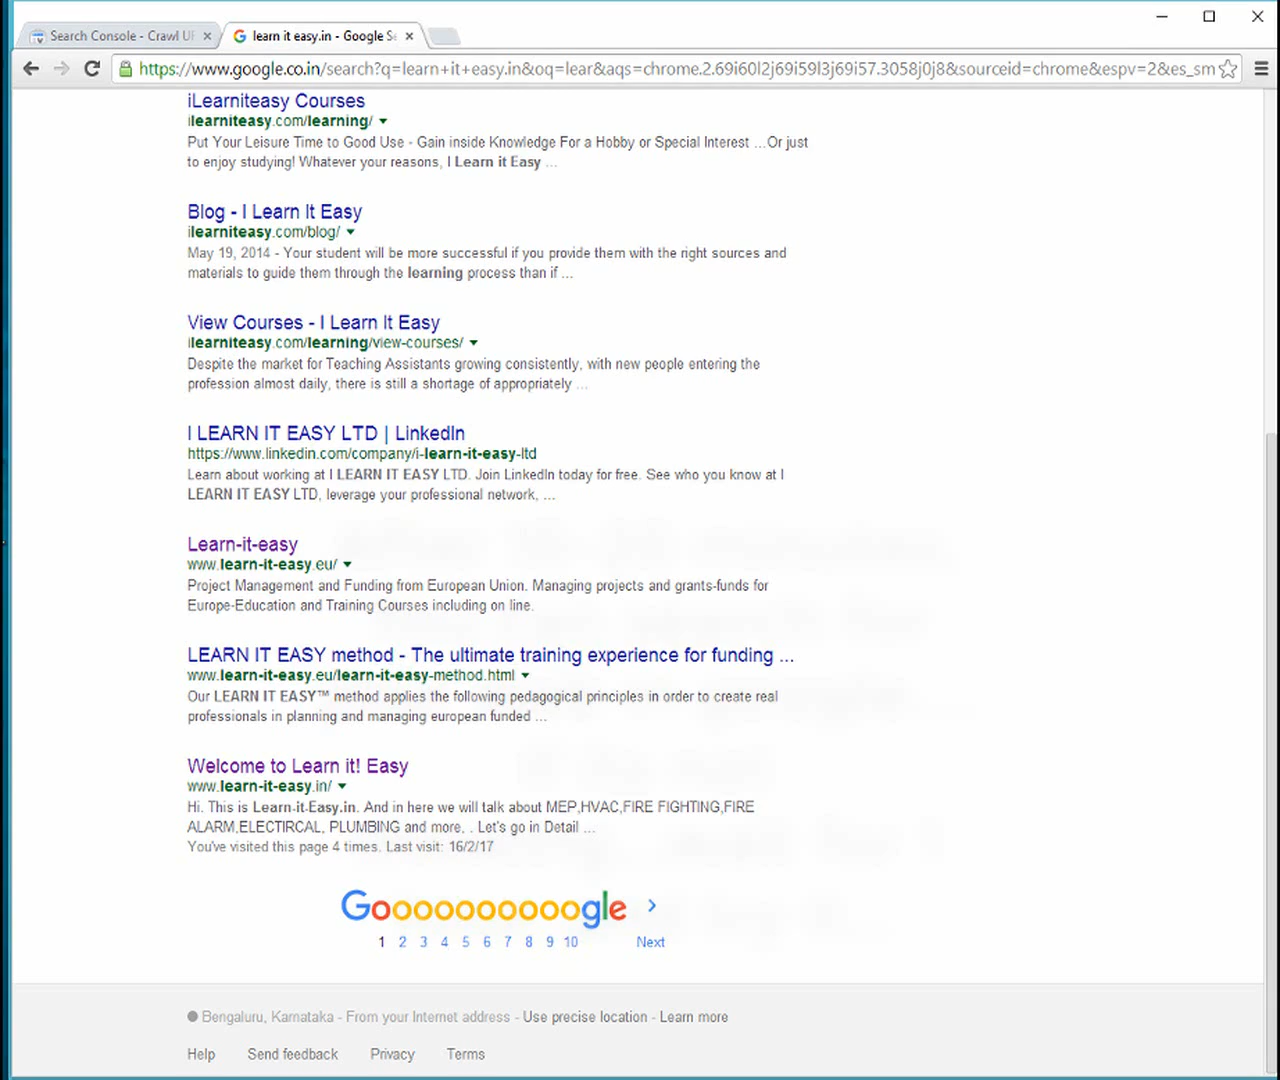 Search Console - Crawl UR
learn it easy.in - Google Se
https://www.google.co.in/search?q=learn+it+easy.in&oq=lear&aqs=chrome.2.69i60l2j69i59l3j69i57.3058j0j8&sourceid=chrome&espv=2&es_sm
iLearniteasy Courses
ilearniteasy.com/learning/
Put Your Leisure Time to Good Use - Gain inside Knowledge For a Hobby or Special Interest ...Or just
to enjoy studying! Whatever your reasons, I Learn it Easy ...
Blog - I Learn It Easy
ilearniteasy.com/blog/
May 19, 2014 - Your student will be more successful if you provide them with the right sources and
materials to guide them through the learning process than if ...
View Courses - I Learn It Easy
ilearniteasy.com/learning/view-courses/
Despite the market for Teaching Assistants growing consistently, with new people entering the
profession almost daily, there is still a shortage of appropriately ...
I LEARN IT EASY LTD | LinkedIn
https://www.linkedin.com/company/i-learn-it-easy-ltd
Learn about working at I LEARN IT EASY LTD. Join LinkedIn today for free. See who you know at I
LEARN IT EASY LTD, leverage your professional network, ...
Learn-it-easy
www.learn-it-easy.eu/
Project Management and Funding from European Union. Managing projects and grants-funds for
Europe-Education and Training Courses including on line.
LEARN IT EASY method - The ultimate training experience for funding ...
www.learn-it-easy.eu/learn-it-easy-method.html
Our LEARN IT EASY™ method applies the following pedagogical principles in order to create real
professionals in planning and managing european funded ...
Welcome to Learn it! Easy
www.learn-it-easy.in/
Hi. This is Learn-it-Easy.in. And in here we will talk about MEP,HVAC,FIRE FIGHTING,FIRE
ALARM,ELECTIRCAL, PLUMBING and more, . Let's go in Detail ...
You've visited this page 4 times. Last visit: 16/2/17
Goooooooooogle >
1 2 3 4 5 6 7 8 9 10 Next
Bengaluru, Karnataka - From your Internet address - Use precise location - Learn more
Help Send feedback Privacy Terms